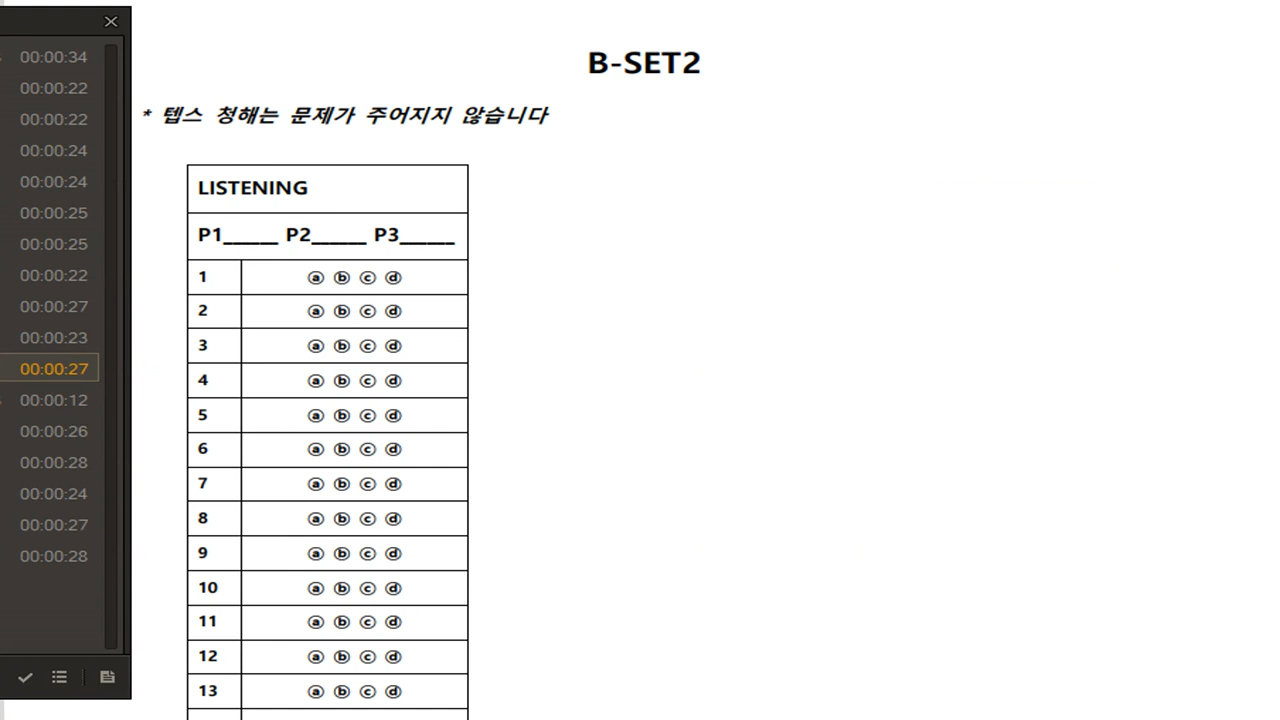 00:00:34
00:00:22
00:00:22
00:00:24
00:00:24
00:00:25
00:00:25
00:00:22
00:00:27
00:00:23
00:00:27
00:00:12
00:00:26
00:00:28
00:00:24
00:00:27
00:00:28
B-SET2
* 텝스 청해는 문제가 주어지지 않습니다
LISTENING
P1______ P2______ P3______
1 ⓐ ⓑ ⓒ ⓓ
2 ⓐ ⓑ ⓒ ⓓ
3 ⓐ ⓑ ⓒ ⓓ
4 ⓐ ⓑ ⓒ ⓓ
5 ⓐ ⓑ ⓒ ⓓ
6 ⓐ ⓑ ⓒ ⓓ
7 ⓐ ⓑ ⓒ ⓓ
8 ⓐ ⓑ ⓒ ⓓ
9 ⓐ ⓑ ⓒ ⓓ
10 ⓐ ⓑ ⓒ ⓓ
11 ⓐ ⓑ ⓒ ⓓ
12 ⓐ ⓑ ⓒ ⓓ
13 ⓐ ⓑ ⓒ ⓓ